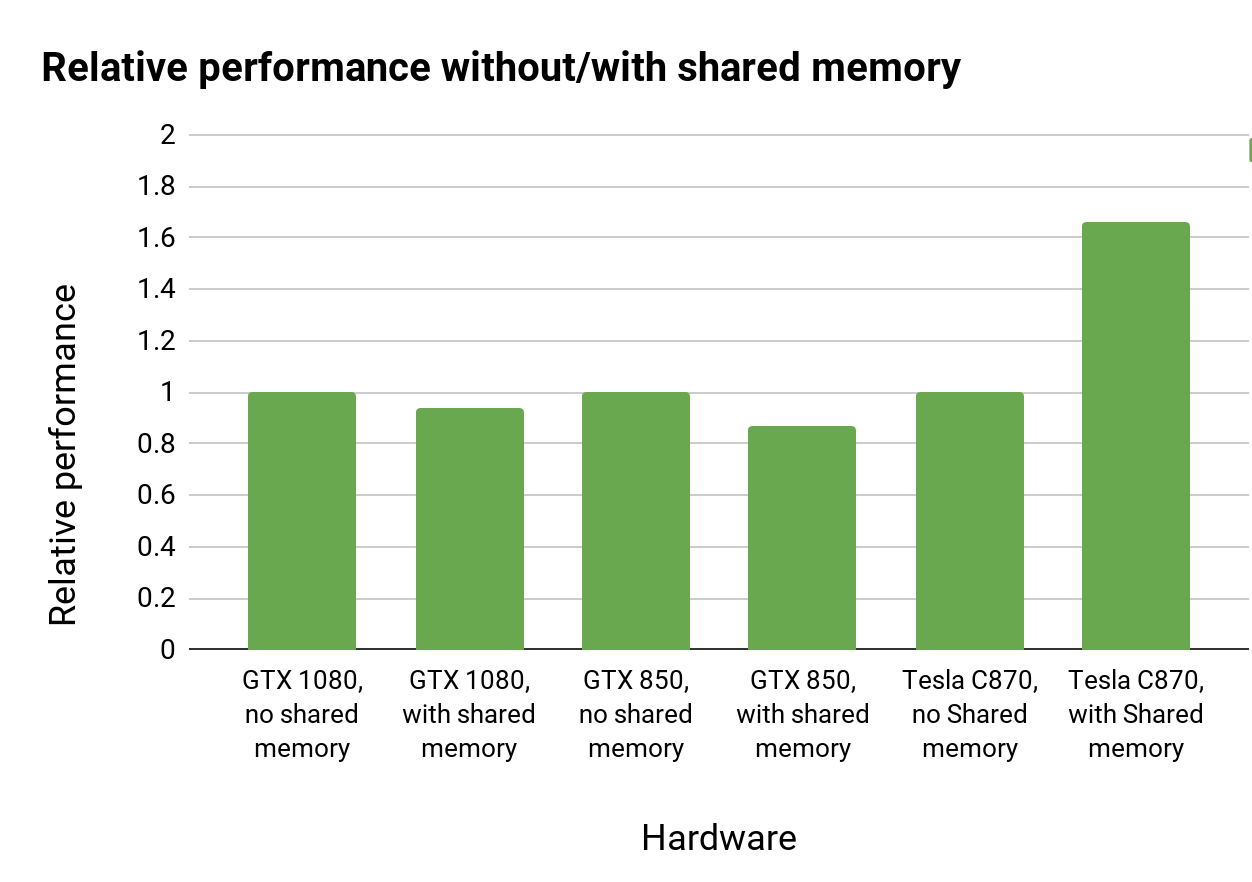 Relative performance without/with shared memory
2
1.8
1.6
1.4
1.2
1
0.8
0.6
0.4
0.2
0
Relative performance
GTX 1080,
no shared
memory
GTX 1080,
with shared
memory
GTX 850,
no shared
memory
GTX 850,
with shared
memory
Tesla C870,
no Shared
memory
Tesla C870,
with Shared
memory
Hardware